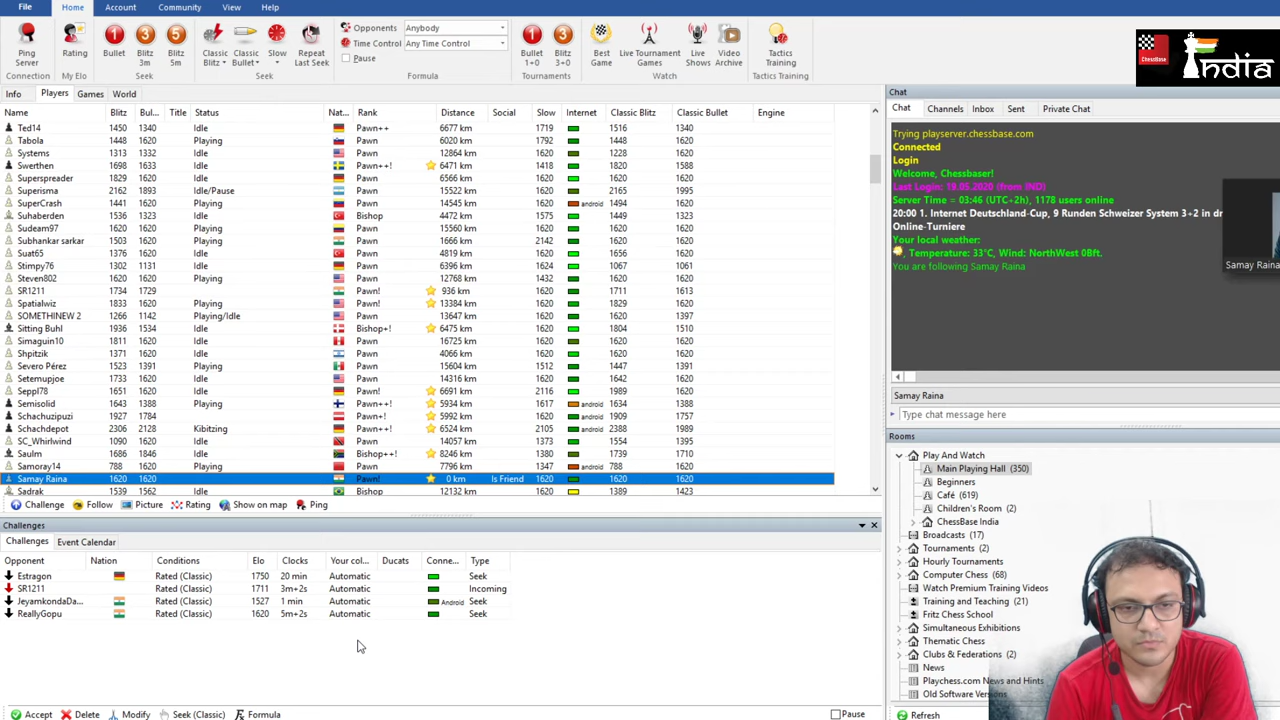 File Home Account Community View Help
Ping Server
Rating
1 Bullet
3 Blitz 3m
5 Blitz 5m
Classic Blitz
Classic Bullet
Slow
Repeat Last Seek
Opponents Anybody
Time Control Any Time Control
Pause
1 Bullet 1+0
3 Blitz 3+0
Best Game
Live Tournament Games
Live Shows
Video Archive
Tactics Training
Connection My Elo Seek Seek Formula Tournaments Watch Tactics Training
CHESSBASE India
Info Players Games World
Name Blitz Bul... Title Status Nat... Rank Distance Social Slow Internet Classic Blitz Classic Bullet Engine
Ted14 1450 1340 Idle Pawn++ 6677 km 1719 1516 1340
Tabola 1448 1620 Playing Pawn 6020 km 1792 1448 1620
Systems 1313 1332 Idle Pawn 12864 km 1620 1228 1620
Swerthen 1698 1633 Idle Pawn++! 6471 km 1418 1820 1588
Superspreader 1829 1620 Idle Pawn 6566 km 1620 1620 1620
Superisma 2162 1893 Idle/Pause Pawn 15522 km 1620 2165 1995
SuperCrash 1441 1620 Playing Pawn 14545 km 1620 android 1494 1620
Suhaberden 1536 1323 Idle Bishop 4472 km 1575 1449 1323
Sudeam97 1620 1620 Playing Pawn 15560 km 1620 1620 1620
Subhankar sarkar 1503 1620 Playing Pawn 1666 km 2142 1620 1620
Suat65 1376 1620 Idle Pawn 4819 km 1620 1656 1620
Stimpy76 1302 1131 Idle Pawn 6396 km 1624 1067 1061
Steven802 1620 1620 Playing Pawn 12768 km 1432 1620 1620
SR1211 1734 1729 Pawn! 936 km 1620 1711 1613
Spatialwiz 1833 1620 Playing Pawn! 13384 km 1620 1829 1620
SOMETHINEW 2 1266 1142 Playing/Idle Pawn 13647 km 1620 1620 1397
Sitting Buhl 1936 1534 Idle Bishop+! 6475 km 1620 1804 1510
Simaguin10 1811 1620 Idle Pawn 16725 km 1620 1620 1620
Shpitzik 1371 1620 Idle Pawn 4066 km 1620 1620 1620
Severo Pérez 1523 1391 Playing Pawn 15604 km 1512 1447 1391
Setemupjoe 1733 1620 Idle Pawn 14316 km 1620 1642 1620
Seppl78 1651 1620 Idle Pawn! 6691 km 2116 1989 1620
Semisolid 1643 1388 Playing Pawn++! 5934 km 1617 android 1634 1388
Schachuzipuzi 1927 1784 Pawn+! 5992 km 1620 1909 1757
Schachdepot 2306 2128 Kibitzing Pawn++! 6524 km 2105 android 2388 1989
SC_Whirlwind 1090 1620 Idle Pawn 14057 km 1373 1554 1395
Saulm 1686 1846 Idle Bishop++! 8246 km 1380 1739 1620
Samoray14 788 1620 Playing Pawn 7796 km 1347 android 788 1620
Samay Raina 1620 1620 Pawn! 0 km Is Friend 1620 1620 1620
Sadrak 1539 1562 Idle Bishop 12132 km 1620 1389 1423
Challenge Follow Picture Rating Show on map Ping
Challenges
Challenges Event Calendar
Opponent Nation Conditions Elo Clocks Your col... Ducats Conne... Type
Estragon Rated (Classic) 1750 20 min Automatic Seek
SR1211 Rated (Classic) 1711 3m+2s Automatic Incoming
JeyamkondaDa... Rated (Classic) 1527 1 min Automatic Android Seek
ReallyGopu Rated (Classic) 1620 5m+2s Automatic Seek
Accept Delete Modify Seek (Classic) Formula Pause
Chat
Chat Channels Inbox Sent Private Chat
Trying playserver.chessbase.com
Connected
Login
Welcome, Chessbaser!
Last Login: 19.05.2020 (from IND)
Server Time = 03:46 (UTC+2h), 1178 users online
20:00 1. Internet Deutschland-Cup, 9 Runden Schweizer System 3+2 in dr
Online-Turniere
Your local weather:
, Temperature: 33°C, Wind: NorthWest 0Bft.
You are following Samay Raina
Samay Raina
Samay Raina
Type chat message here
Rooms
Play And Watch
Main Playing Hall (350)
Beginners
Café (619)
Children's Room (2)
ChessBase India
Broadcasts (17)
Tournaments (2)
Hourly Tournaments
Computer Chess (68)
Watch Premium Training Videos
Training and Teaching (21)
Fritz Chess School
Simultaneous Exhibitions
Thematic Chess
Clubs & Federations (2)
News
Playchess.com News and Hints
Old Software Versions
Refresh